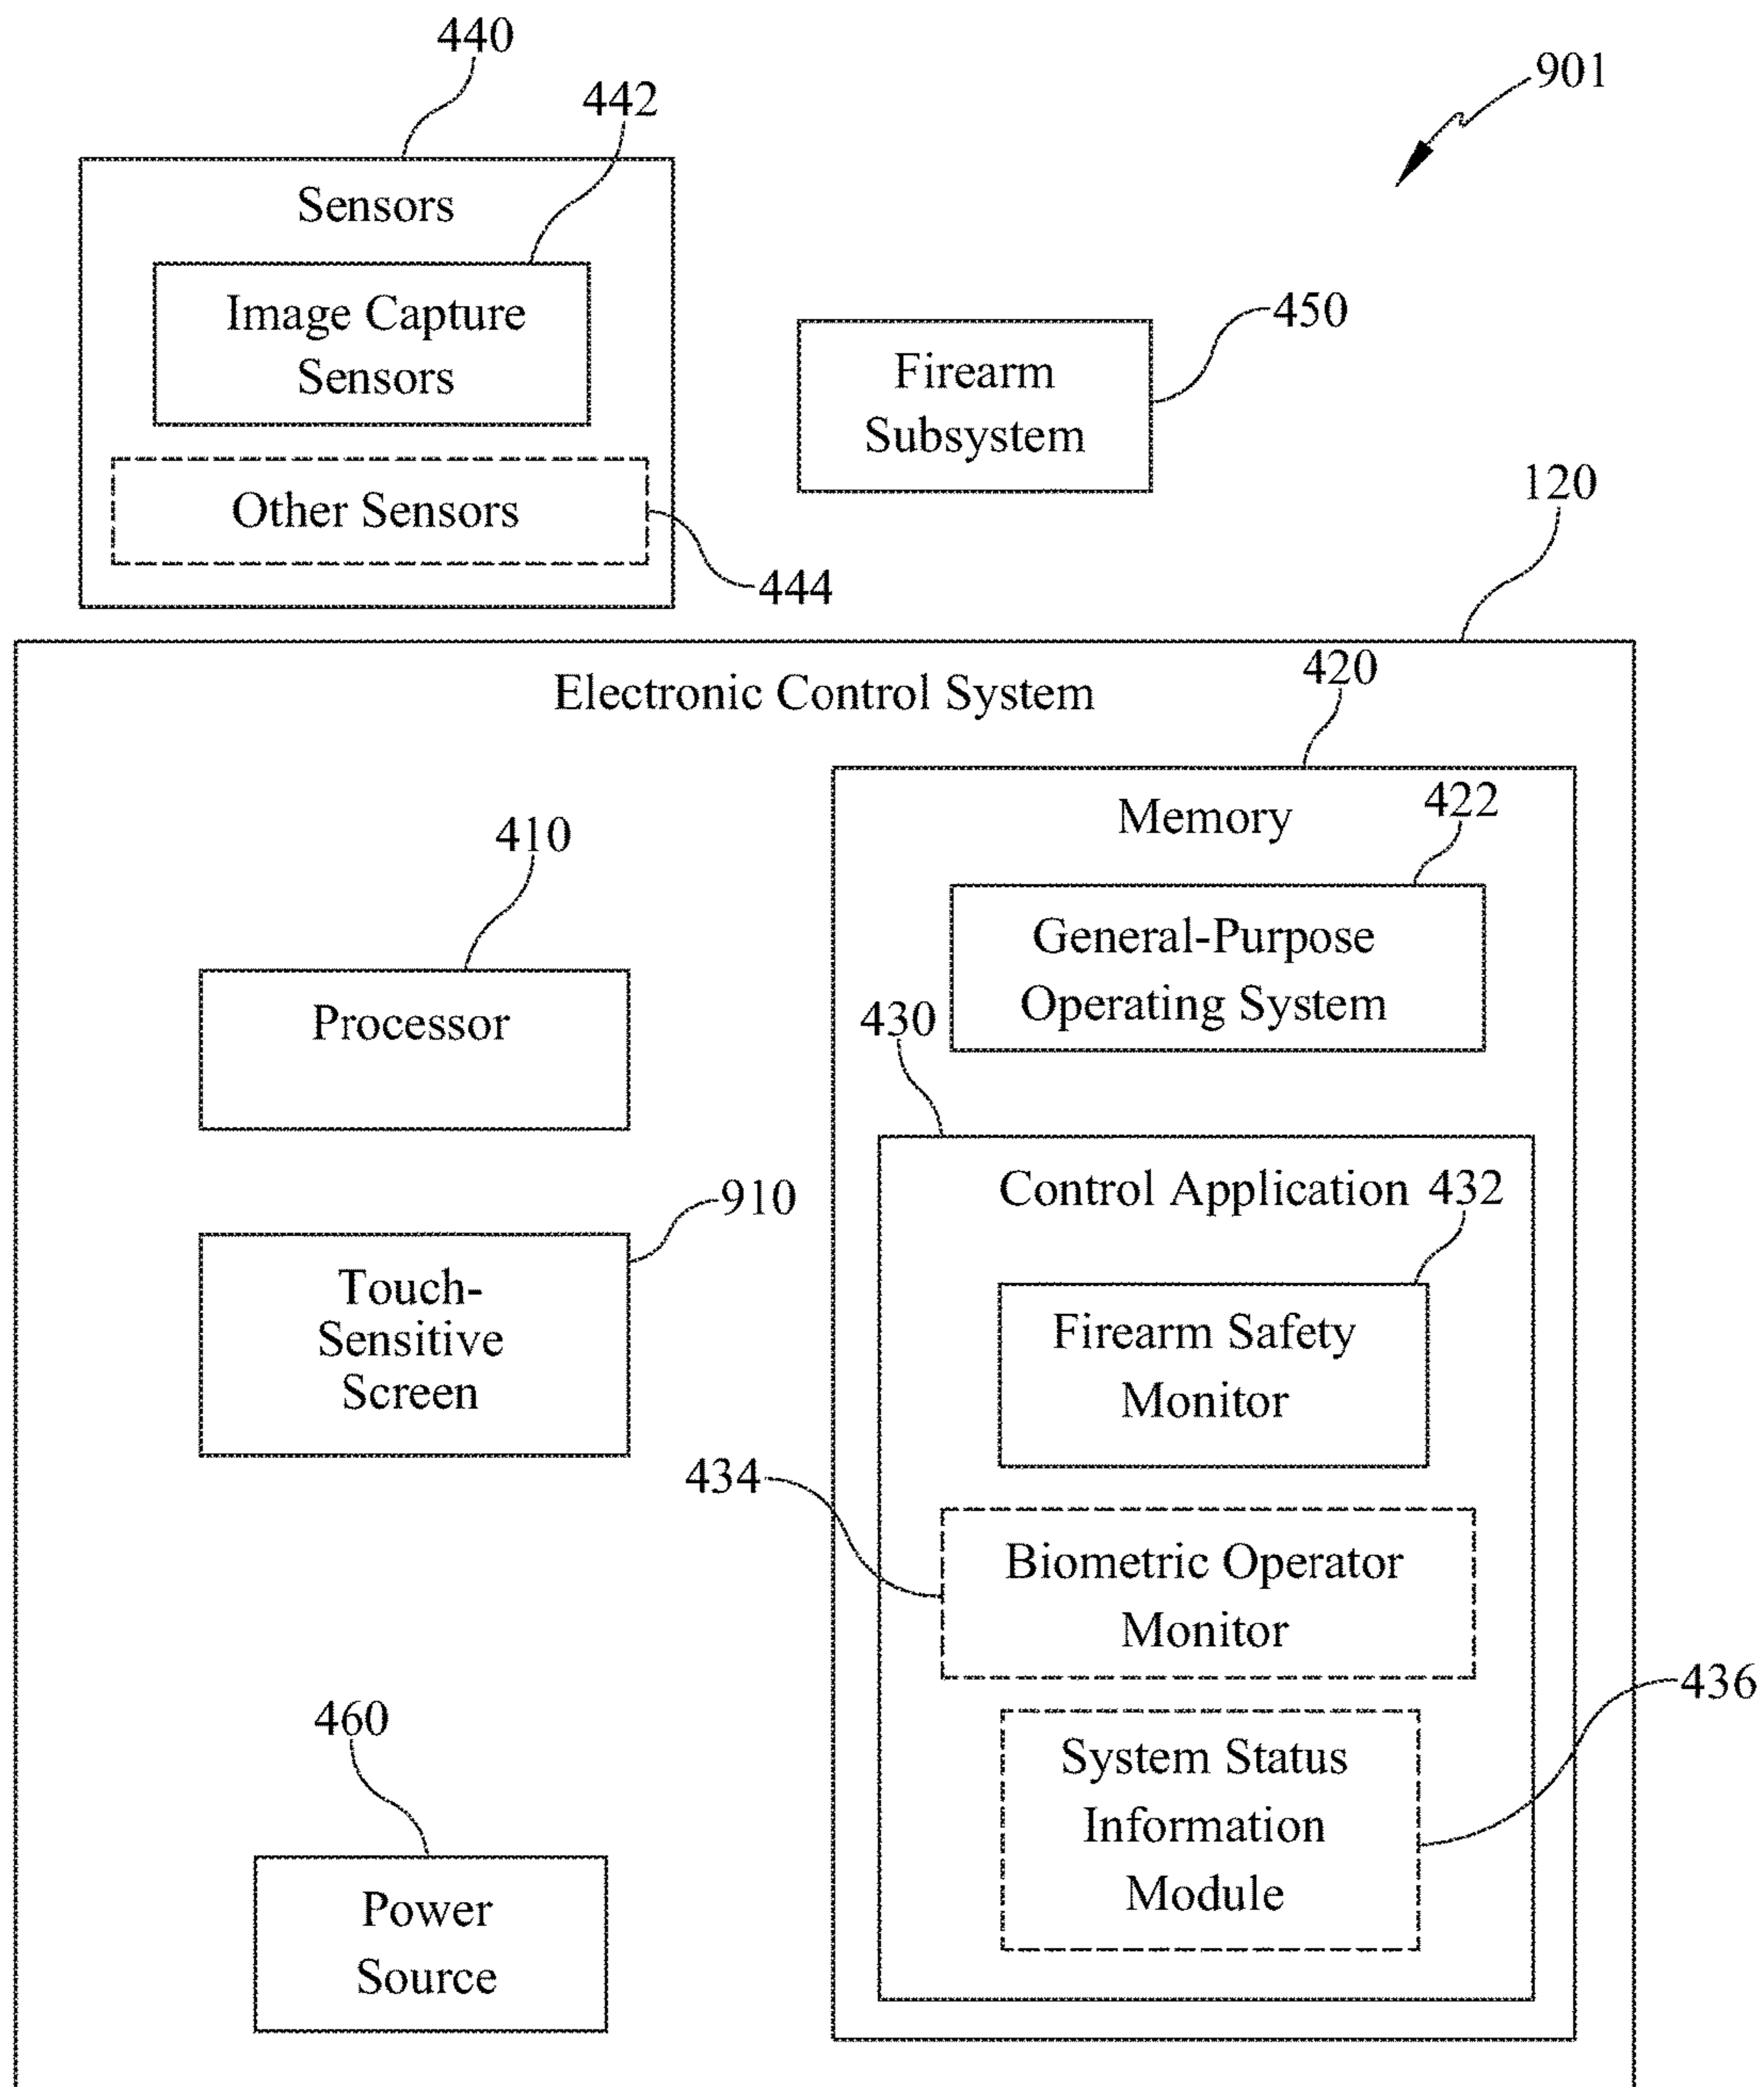 440
901
442
Sensors
Image Capture
Sensors
450
Firearm
Subsystem
Other Sensors
444
120
Electronic Control System
420
Memory
422
410
General-Purpose
Operating System
Processor
430
Control Application
432
910
Touch-
Sensitive
Screen
Firearm Safety
Monitor
434
Biometric Operator
Monitor
436
460
System Status
Information
Module
Power
Source